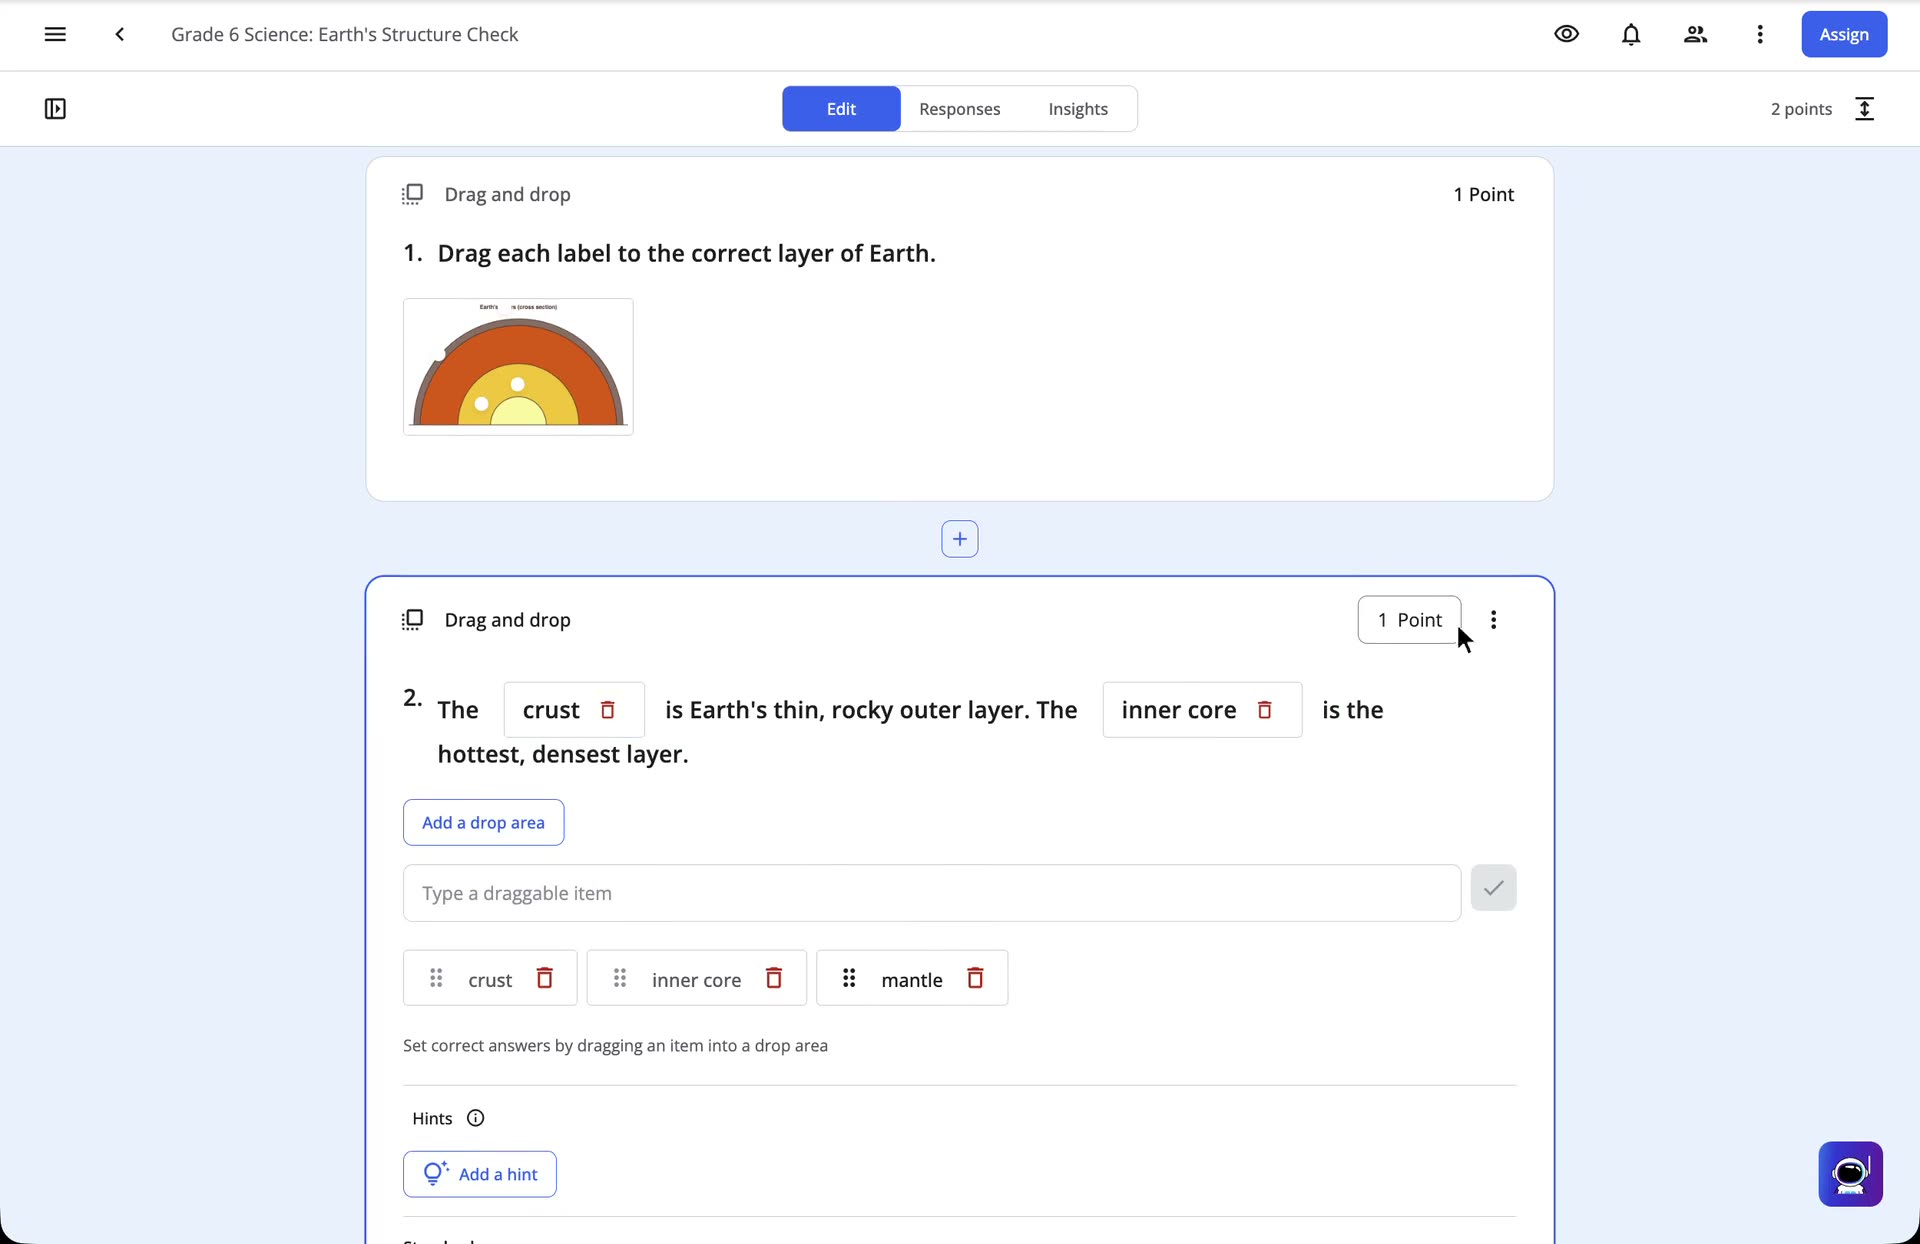 Grade 6 Science: Earth's Structure Check
Assign
Edit
Responses
Insights
2 points
Drag and drop
1 Point
1. Drag each label to the correct layer of Earth.
Earth's
rs (cross section)
Drag and drop
1 Point
2. The crust is Earth's thin, rocky outer layer. The inner core is the
hottest, densest layer.
Add a drop area
Type a draggable item
crust
inner core
mantle
Set correct answers by dragging an item into a drop area
Hints
Add a hint